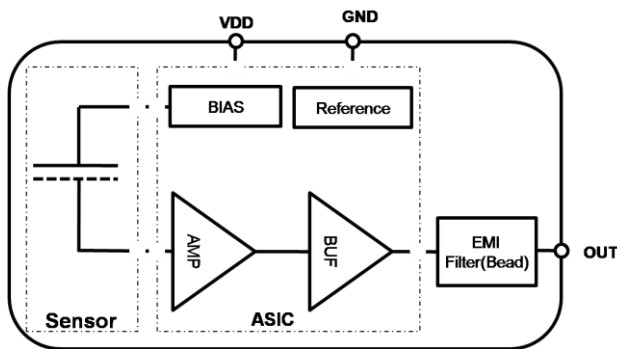 VDD
GND
BIAS
Reference
AMP
BUF
EMI
Filter(Bead)
OUT
Sensor
ASIC